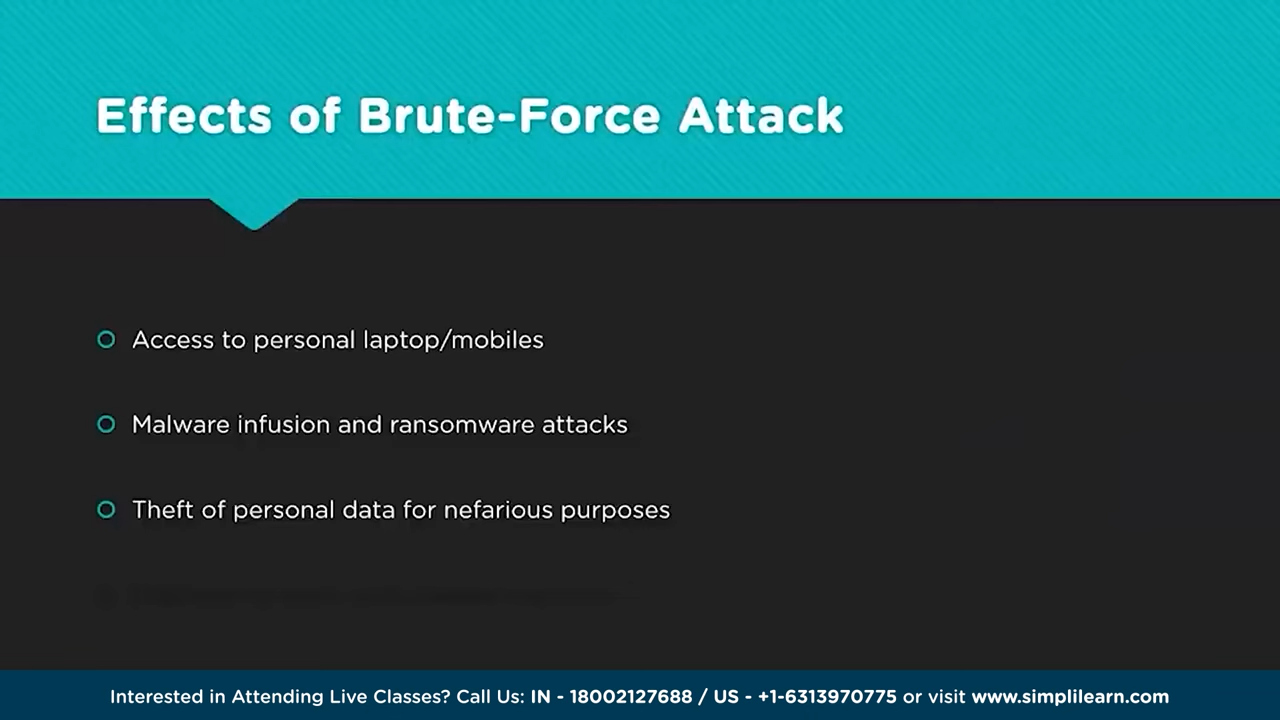 Effects of Brute-Force Attack
Access to personal laptop/mobiles
Malware infusion and ransomware attacks
Theft of personal data for nefarious purposes
Interested in Attending Live Classes? Call Us: IN - 18002127688 / US - +1-6313970775 or visit www.simplilearn.com